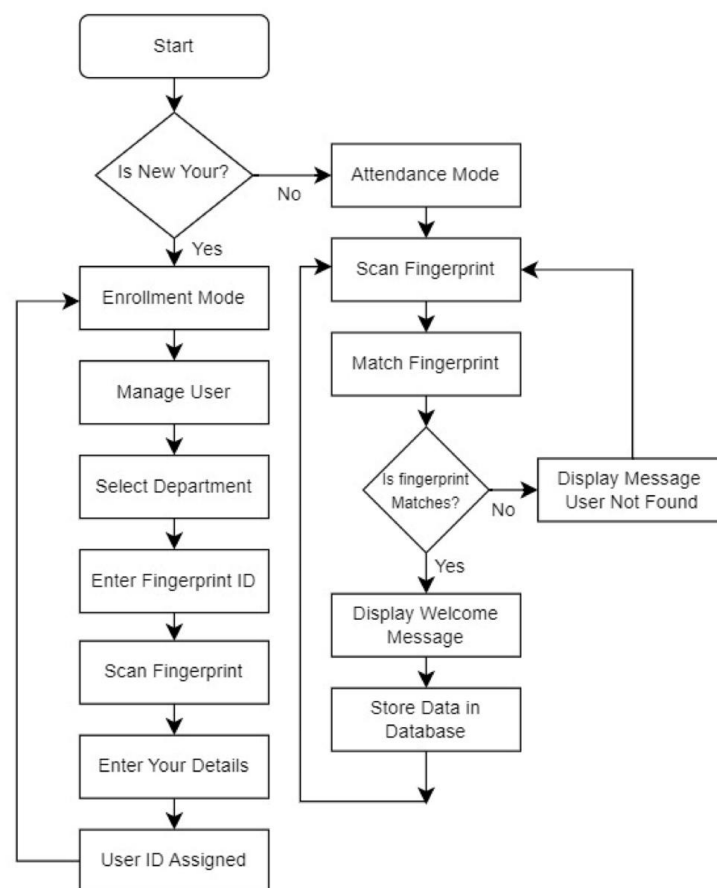 Start
Is New Your?
No
Yes
Attendance Mode
Scan Fingerprint
Match Fingerprint
Is fingerprint
Matches?
No
Yes
Display Message
User Not Found
Display Welcome
Message
Store Data in
Database
Enrollment Mode
Manage User
Select Department
Enter Fingerprint ID
Scan Fingerprint
Enter Your Details
User ID Assigned